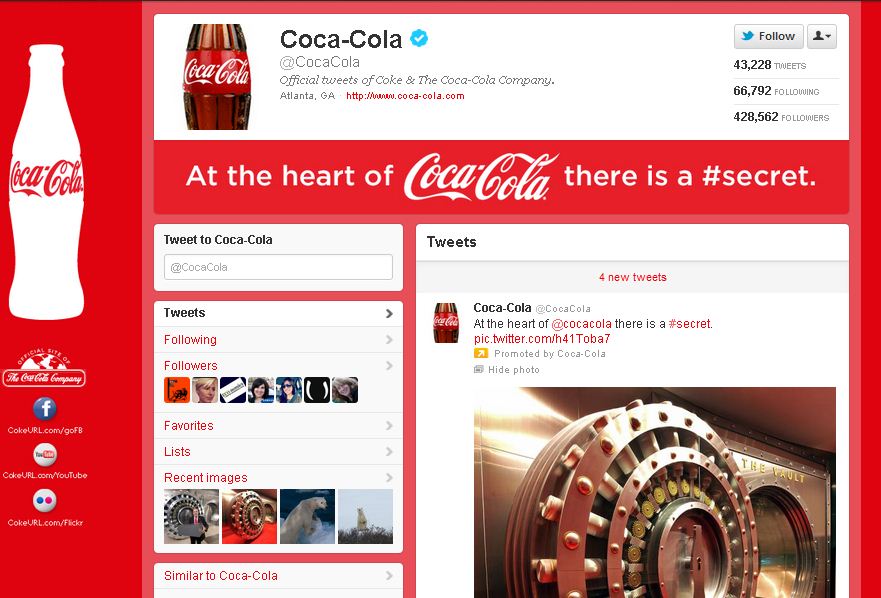 Coca-Cola
@CocaCola
Official tweets of Coke & The Coca-Cola Company.
Atlanta, GA · http://www.coca-cola.com
Follow
43,228 TWEETS
66,792 FOLLOWING
428,562 FOLLOWERS
Coca-Cola
At the heart of Coca-Cola there is a #secret.
Coca-Cola
OFFICIAL SITE OF
The Coca-Cola Company
CokeURL.com/goFB
You Tube
CokeURL.com/YouTube
CokeURL.com/Flickr
Tweet to Coca-Cola
@CocaCola
Tweets
Following
Followers
Favorites
Lists
Recent images
Similar to Coca-Cola
Tweets
4 new tweets
Coca-Cola @CocaCola
At the heart of @cocacola there is a #secret.
pic.twitter.com/h41Toba7
Promoted by Coca-Cola
Hide photo
THE VAULT